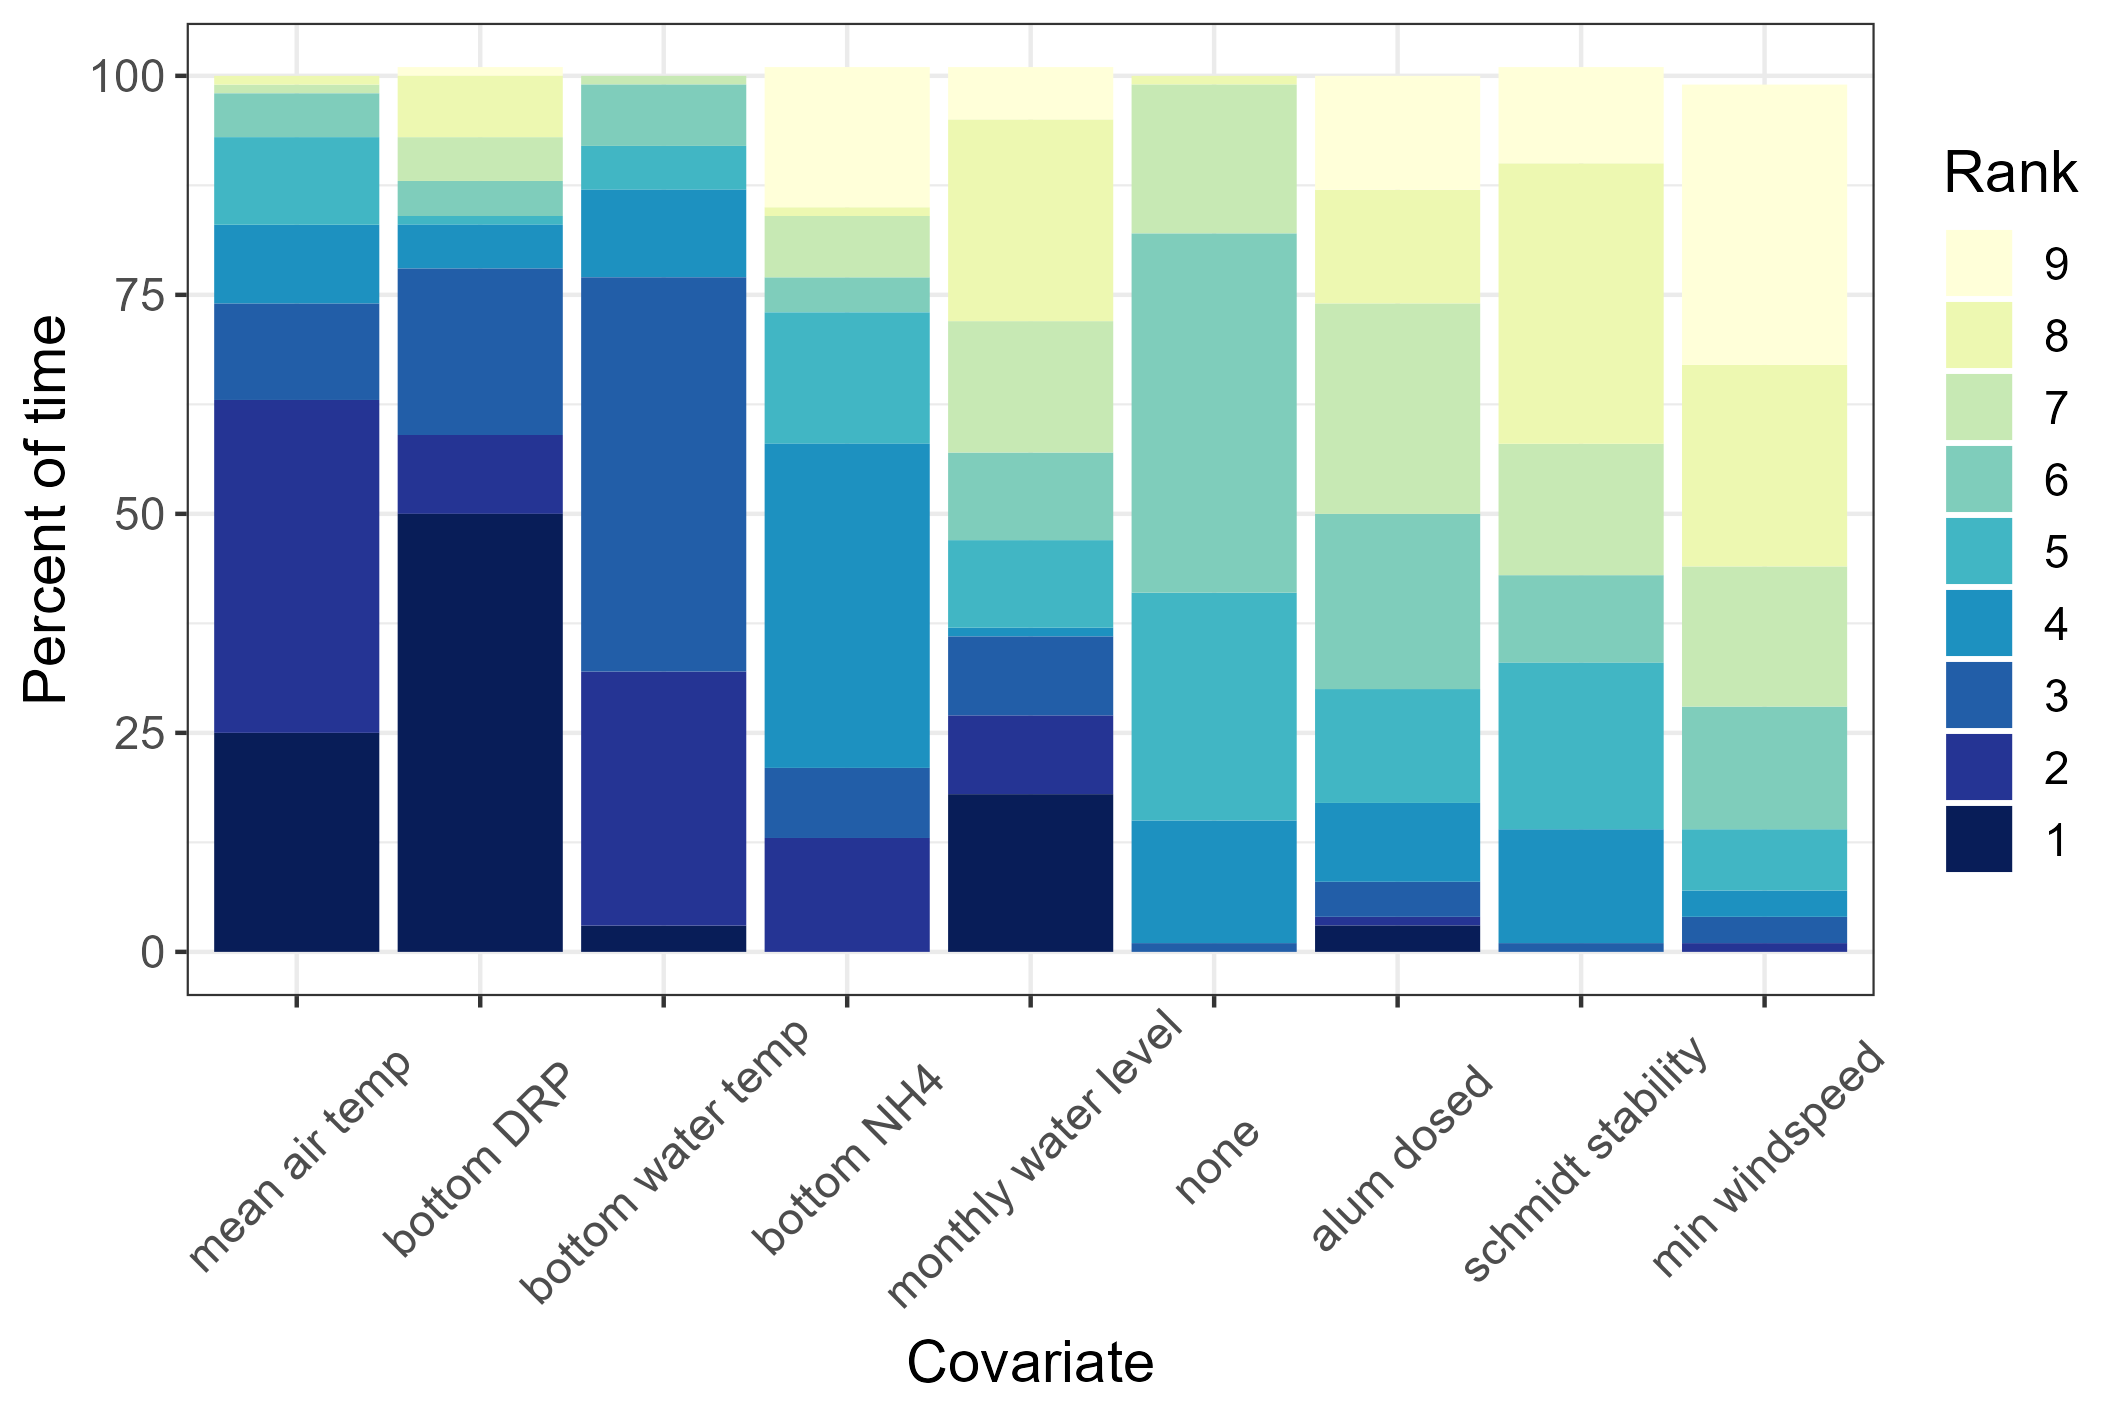 Percent of time
100
75
50
25
0
mean air temp
bottom DRP
bottom water temp
bottom NH4
monthly water level
none
alum dosed
schmidt stability
min windspeed
Covariate
Rank
9
8
7
6
5
4
3
2
1